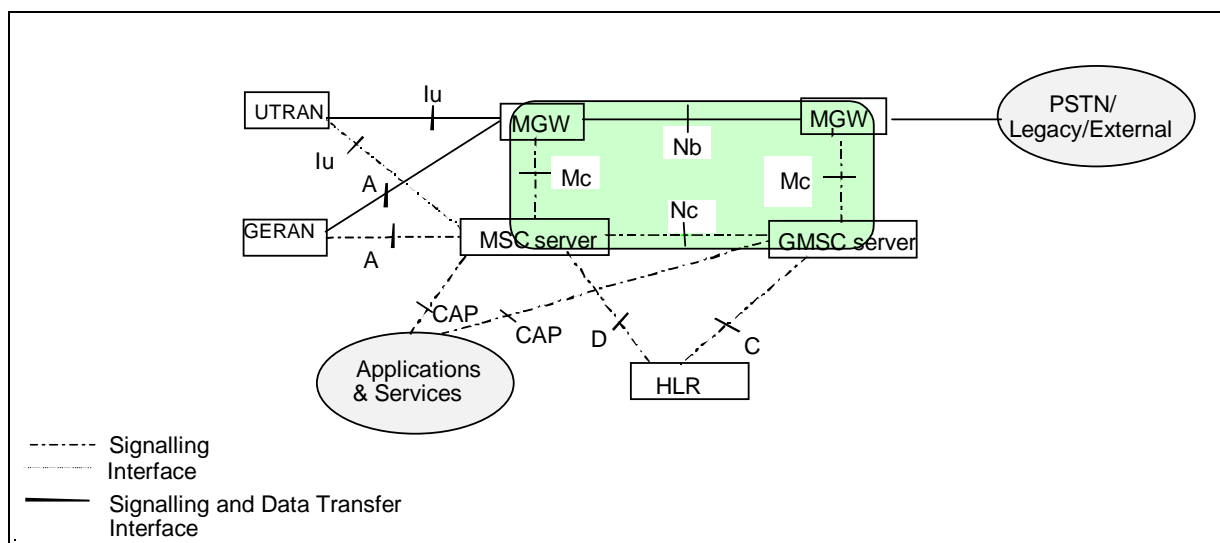 Iu
UTRAN
MGW
MGW
PSTN/
Legacy/External
Iu
Nb
A
Mc
Mc
Nc
GERAN
A
MSC server
GMSC server
CAP
CAP
D
C
Applications
& Services
HLR
Signalling
Interface
Signalling and Data Transfer
Interface